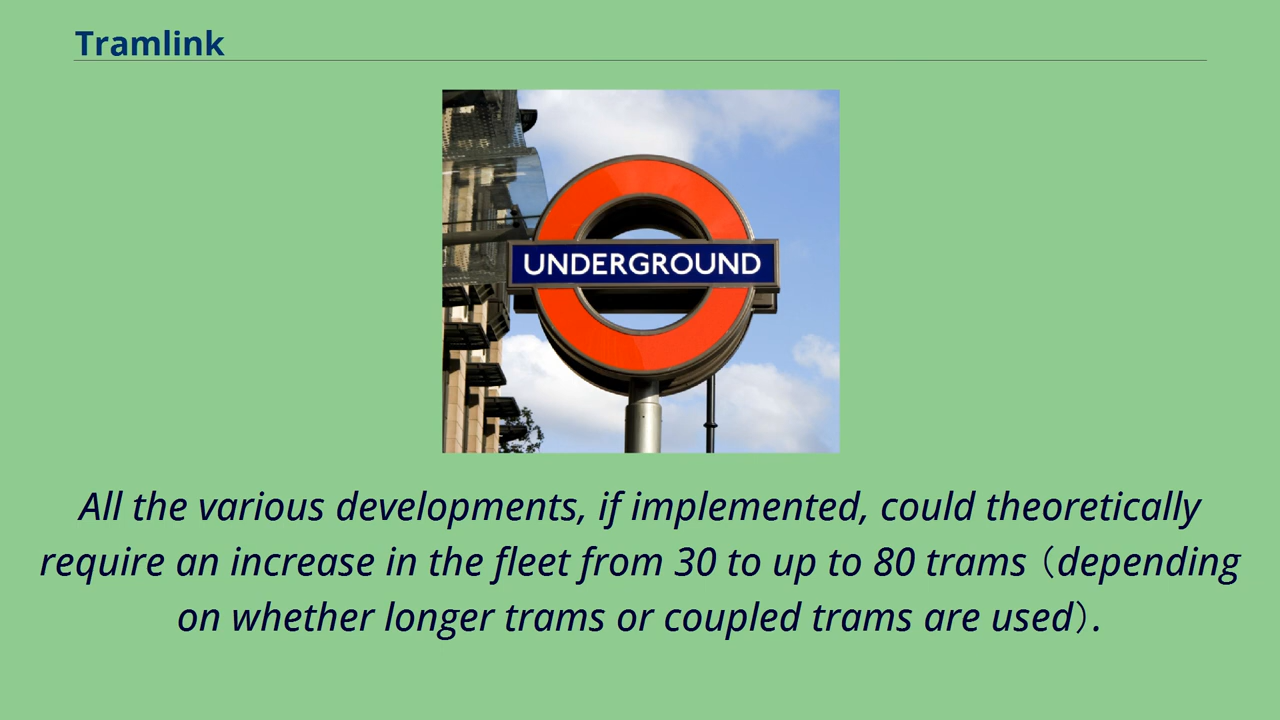 Tramlink
UNDERGROUND
All the various developments, if implemented, could theoretically
require an increase in the fleet from 30 to up to 80 trams（depending
on whether longer trams or coupled trams are used）.